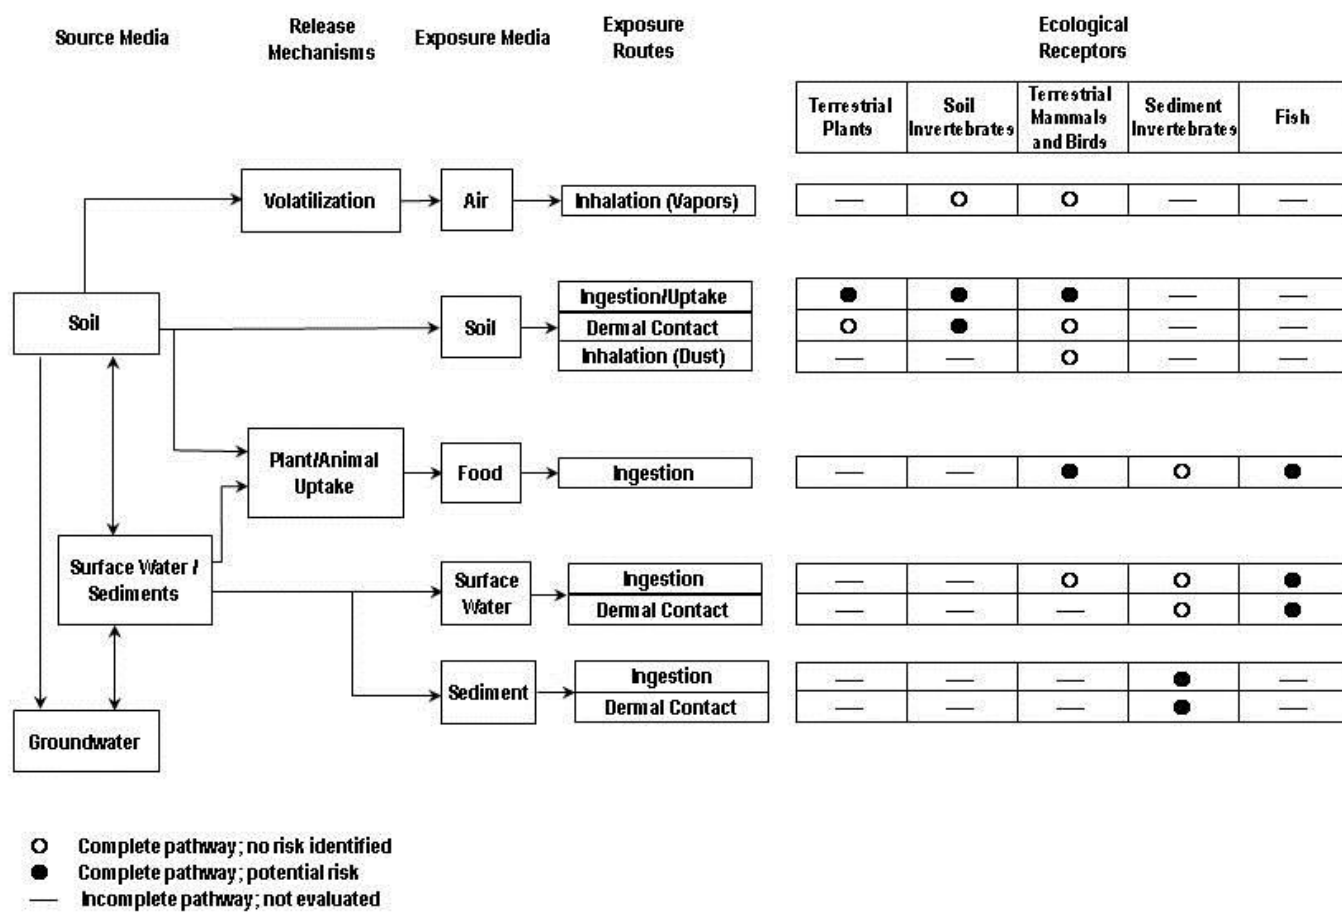 Source Media
Release
Mechanisms
Exposure Media
Exposure
Routes
Ecological
Receptors
Terrestrial
Plants
Soil
Invertebrates
Terrestrial
Mammals
and Birds
Sediment
Invertebrates
Fish
Volatilization
Air
Inhalation (Vapors)
Soil
Soil
Ingestion/Uptake
Dermal Contact
Inhalation (Dust)
Plant/Animal
Uptake
Food
Ingestion
Surface Water /
Sediments
Surface
Water
Ingestion
Dermal Contact
Sediment
Ingestion
Dermal Contact
Groundwater
Complete pathway; no risk identified
Complete pathway; potential risk
Incomplete pathway; not evaluated